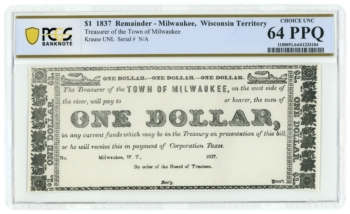 PCGS
BANKNOTE
$1 1837 Remainder - Milwaukee, Wisconsin Territory
Treasurer of the Town of Milwaukee
Krause UNL Serial # N/A
CHOICE UNC
64 PPQ
ONE DOLLAR.—ONE DOLLAR.—ONE DOLLAR.
The Treasurer of the TOWN OF MILWAUKEE, on the west side of
the river, will pay to or bearer, the sum of
ONE DOLLAR,
in any current funds which may be in the Treasury on presentation of this bill,
or he will receive this in payment of Corporation Taxes.
No. Milwaukee, W. T., 1837.
By order of the Board of Trustees.
ONE DOLLAR
ONE DOLLAR